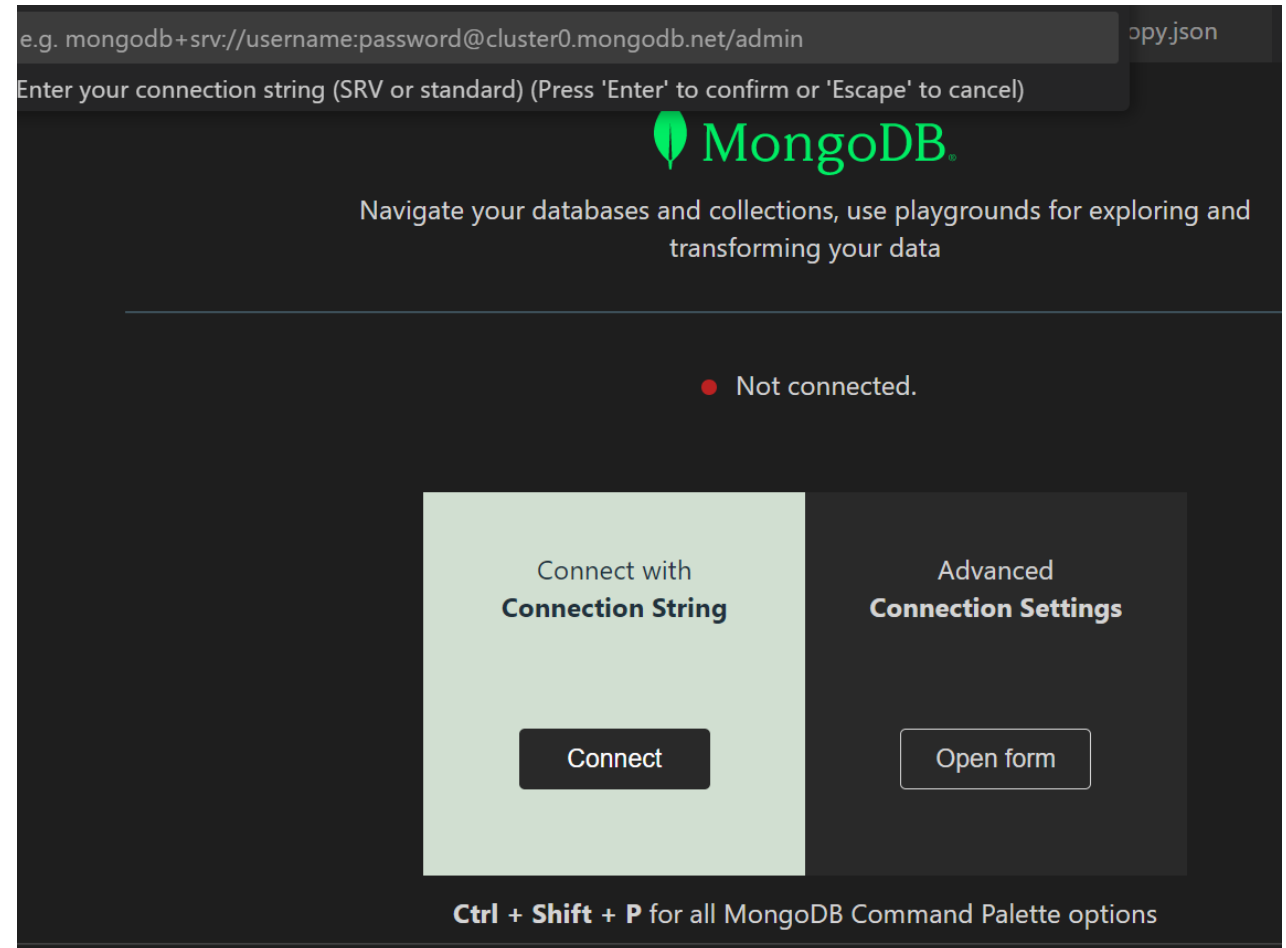 e.g. mongodb+srv://username:password@cluster0.mongodb.net/admin
opy.json
Enter your connection string (SRV or standard) (Press 'Enter' to confirm or 'Escape' to cancel)
MongoDB®
Navigate your databases and collections, use playgrounds for exploring and
transforming your data
Not connected.
Connect with
Connection String
Connect
Advanced
Connection Settings
Open form
Ctrl + Shift + P for all MongoDB Command Palette options